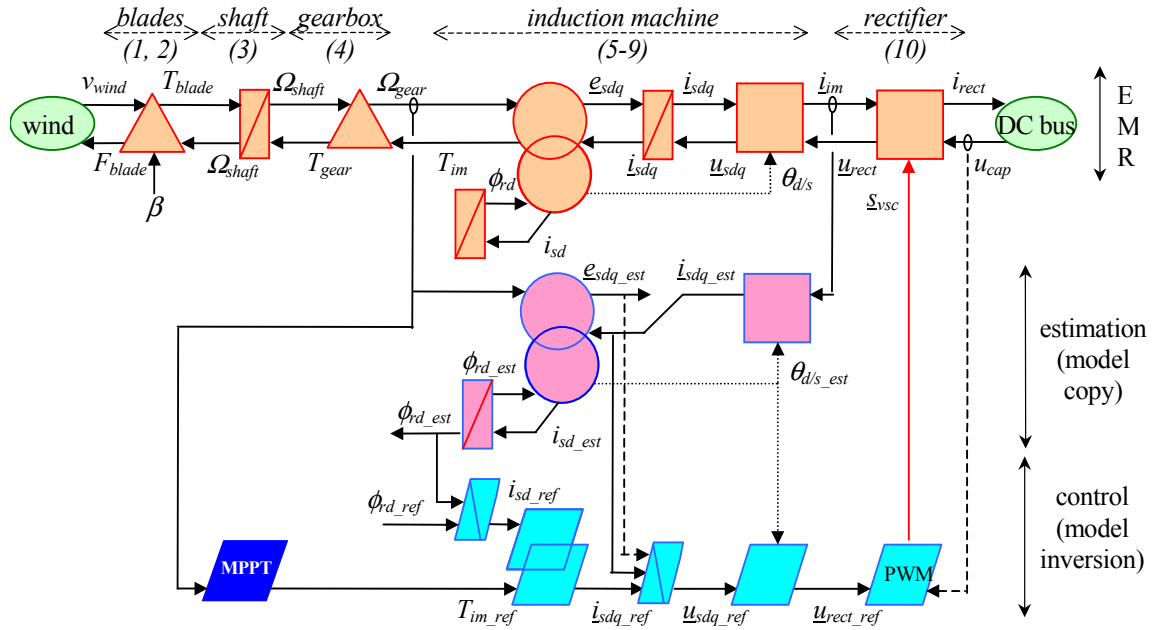 blades shaft gearbox induction machine rectifier
(1, 2) (3) (4) (5-9) (10)
v_wind T_blade Ω_shaft Ω_gear e_sdq i_sdq i_im i_rect
wind DC bus
F_blade Ω_shaft T_gear T_im i_sdq u_sdq u_rect u_cap
β ϕ_rd θ_d/s s_vsc
i_sd
E
M
R
e_sdq_est i_sdq_est
ϕ_rd_est θ_d/s_est
ϕ_rd_est i_sd_est
estimation
(model
copy)
ϕ_rd_ref i_sd_ref
control
(model
inversion)
MPPT PWM
T_im_ref i_sdq_ref u_sdq_ref u_rect_ref